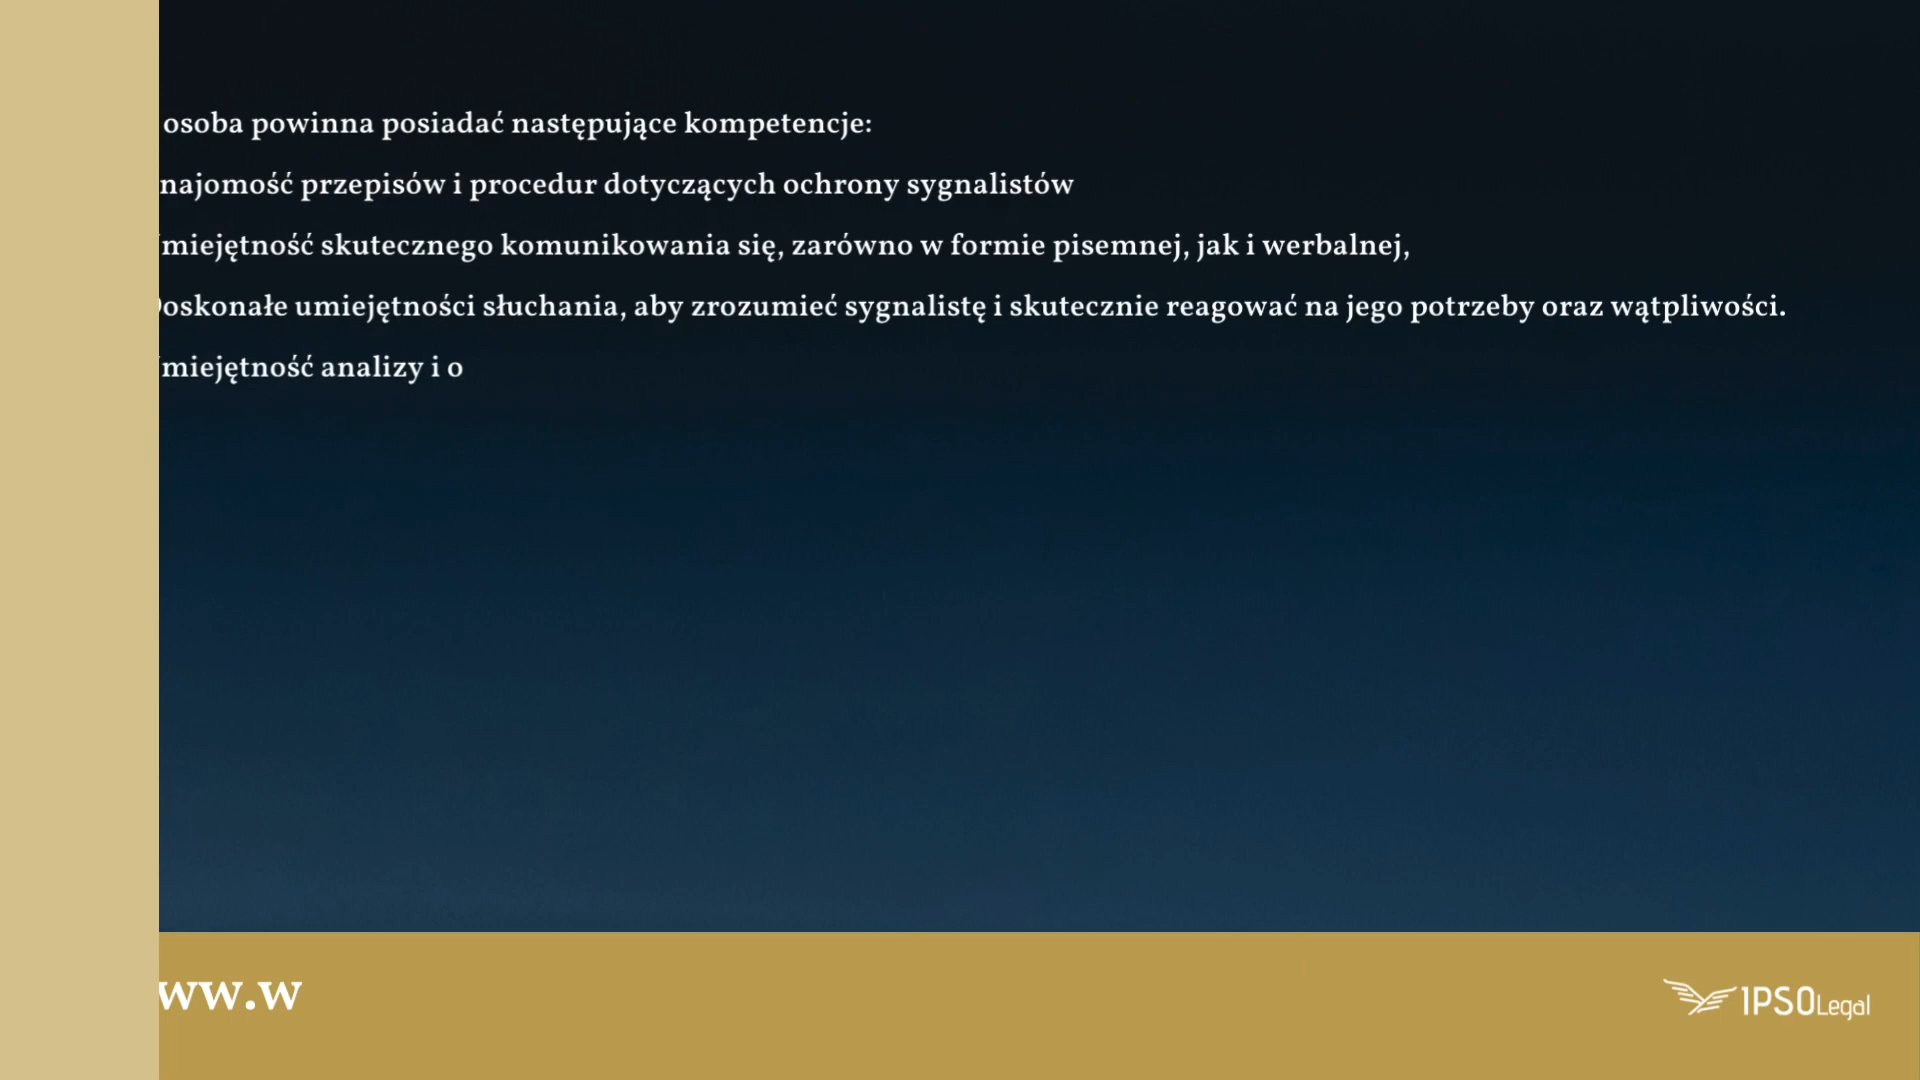 osoba powinna posiadać następujące kompetencje:
najomość przepisów i procedur dotyczących ochrony sygnalistów
miejętność skutecznego komunikowania się, zarówno w formie pisemnej, jak i werbalnej,
oskonałe umiejętności słuchania, aby zrozumieć sygnalistę i skutecznie reagować na jego potrzeby oraz wątpliwości.
miejętność analizy i o
ww.w
IPSO Legal